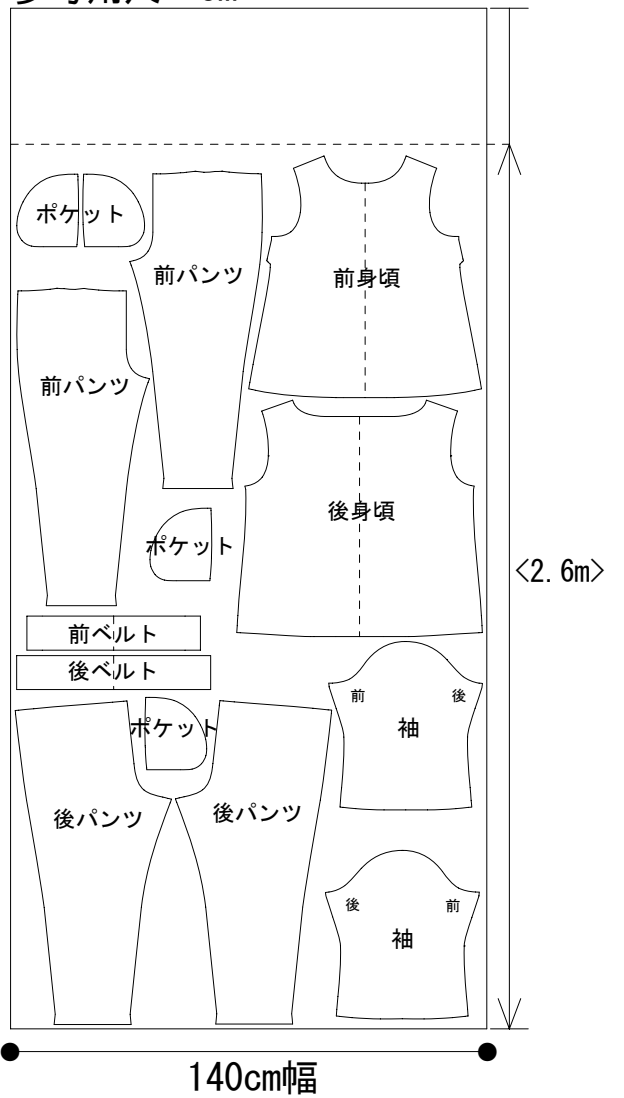 ポケット
前パンツ
前身頃
前パンツ
後身頃
ポケット
<2.6m>
前ベルト
後ベルト
前
後
袖
ポケット
後パンツ
後パンツ
後
前
袖
140cm幅